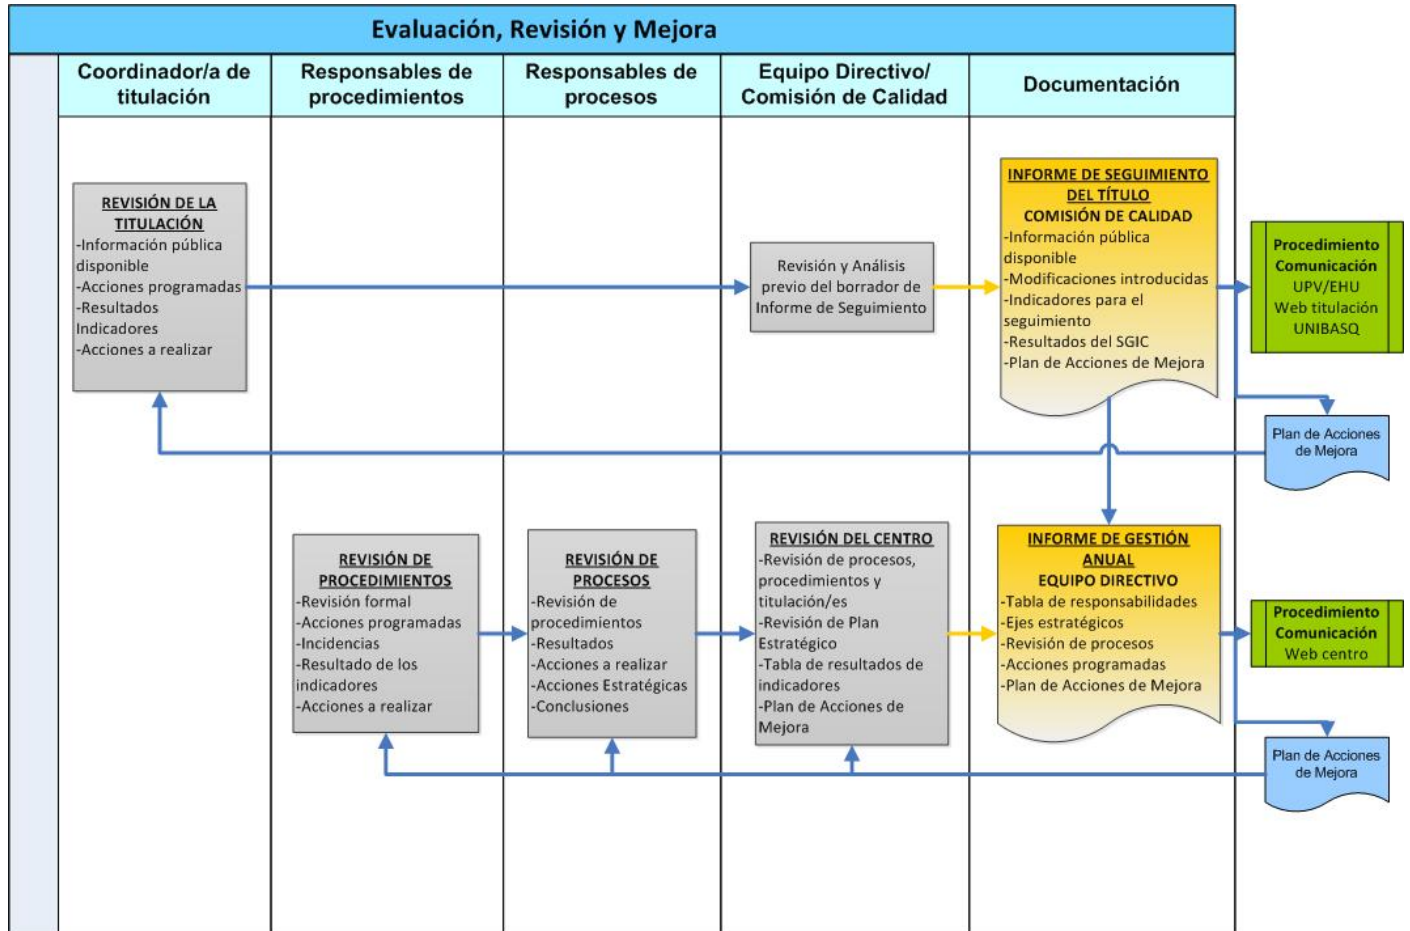 Evaluación, Revisión y Mejora
Coordinador/a de
titulación
Responsables de
procedimientos
Responsables de
procesos
Equipo Directivo/
Comisión de Calidad
Documentación
REVISIÓN DE LA
TITULACIÓN
-Información pública
disponible
-Acciones programadas
-Resultados
Indicadores
-Acciones a realizar
Revisión y Análisis
previo del borrador de
Informe de Seguimiento
INFORME DE SEGUIMIENTO
DEL TÍTULO
COMISIÓN DE CALIDAD
-Información pública
disponible
-Modificaciones introducidas
-Indicadores para el
seguimiento
-Resultados del SGIC
-Plan de Acciones de Mejora
Procedimiento
Comunicación
UPV/EHU
Web titulación
UNIBASQ
Plan de Acciones
de Mejora
REVISIÓN DE
PROCEDIMIENTOS
-Revisión formal
-Acciones programadas
-Incidencias
-Resultado de los
indicadores
-Acciones a realizar
REVISIÓN DE
PROCESOS
-Revisión de
procedimientos
-Resultados
-Acciones a realizar
-Acciones Estratégicas
-Conclusiones
REVISIÓN DEL CENTRO
-Revisión de procesos,
procedimientos y
titulación/es
-Revisión de Plan
Estratégico
-Tabla de resultados de
indicadores
-Plan de Acciones de
Mejora
INFORME DE GESTIÓN
ANUAL
EQUIPO DIRECTIVO
-Tabla de responsabilidades
-Ejes estratégicos
-Revisión de procesos
-Acciones programadas
-Plan de Acciones de Mejora
Procedimiento
Comunicación
Web centro
Plan de Acciones
de Mejora